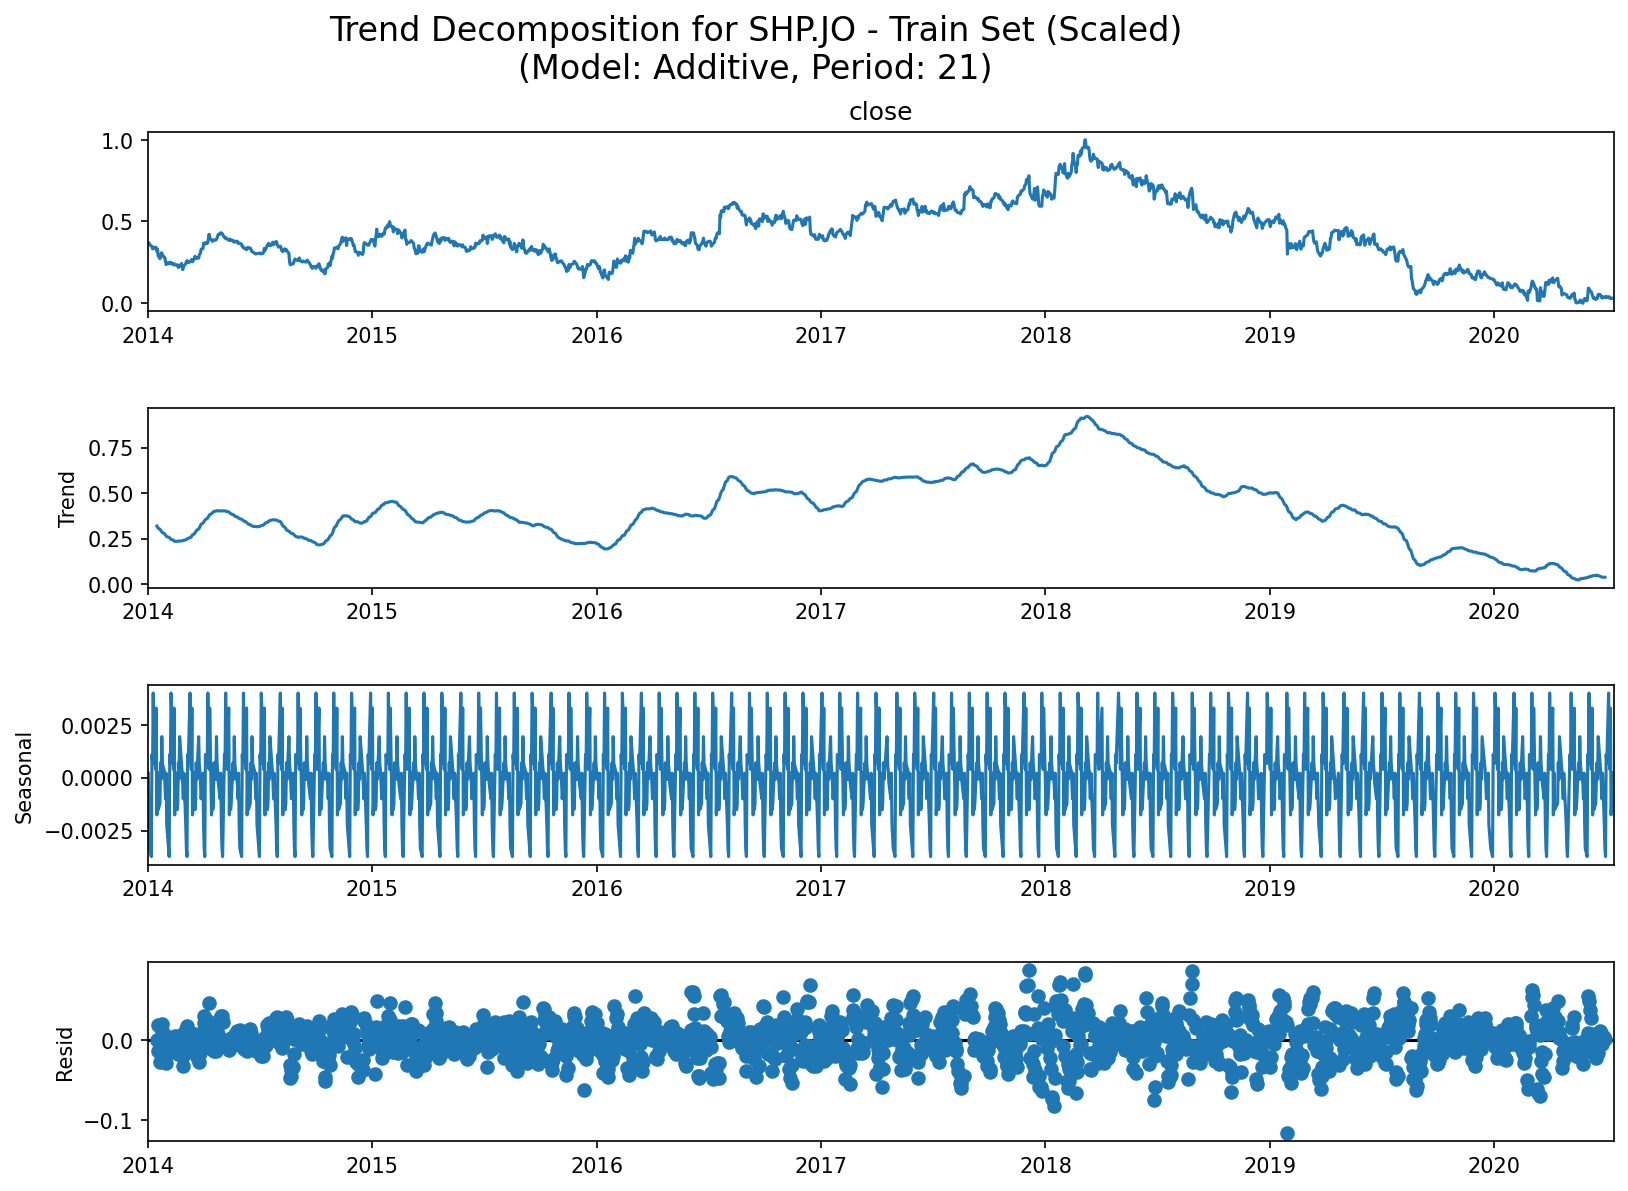 Trend Decomposition for SHP.JO - Train Set (Scaled)
(Model: Additive, Period: 21)
close
1.0
0.5
0.0
2014 2015 2016 2017 2018 2019 2020
Trend
0.75
0.50
0.25
0.00
2014 2015 2016 2017 2018 2019 2020
Seasonal
0.0025
0.0000
−0.0025
2014 2015 2016 2017 2018 2019 2020
Resid
0.0
−0.1
2014 2015 2016 2017 2018 2019 2020